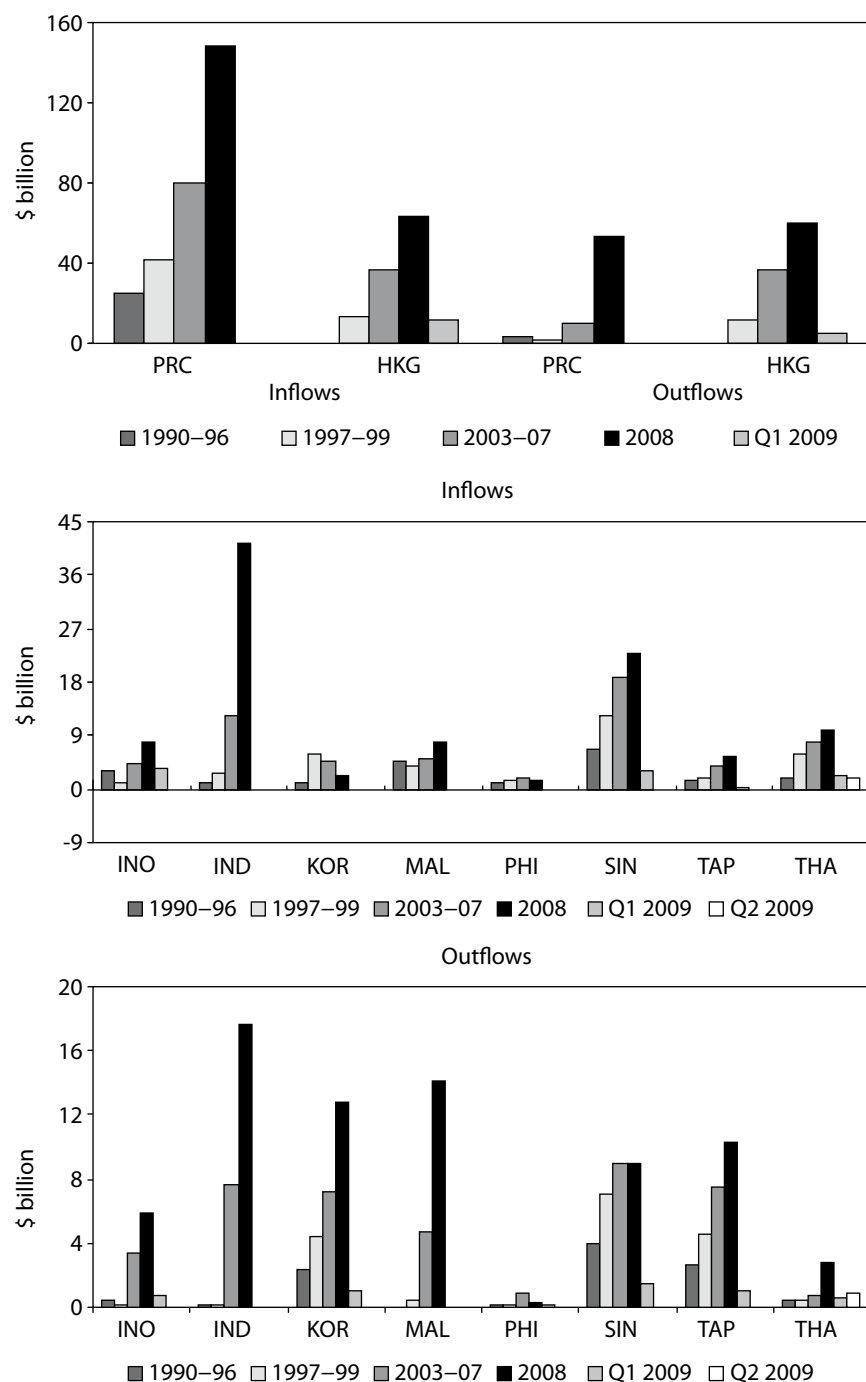 160
120
80
40
0
$ billion
PRC HKG PRC HKG
Inflows Outflows
1990–96 1997–99 2003–07 2008 Q1 2009
Inflows
45
36
27
18
9
0
-9
$ billion
INO IND KOR MAL PHI SIN TAP THA
1990–96 1997–99 2003–07 2008 Q1 2009 Q2 2009
Outflows
20
16
12
8
4
0
$ billion
INO IND KOR MAL PHI SIN TAP THA
1990–96 1997–99 2003–07 2008 Q1 2009 Q2 2009